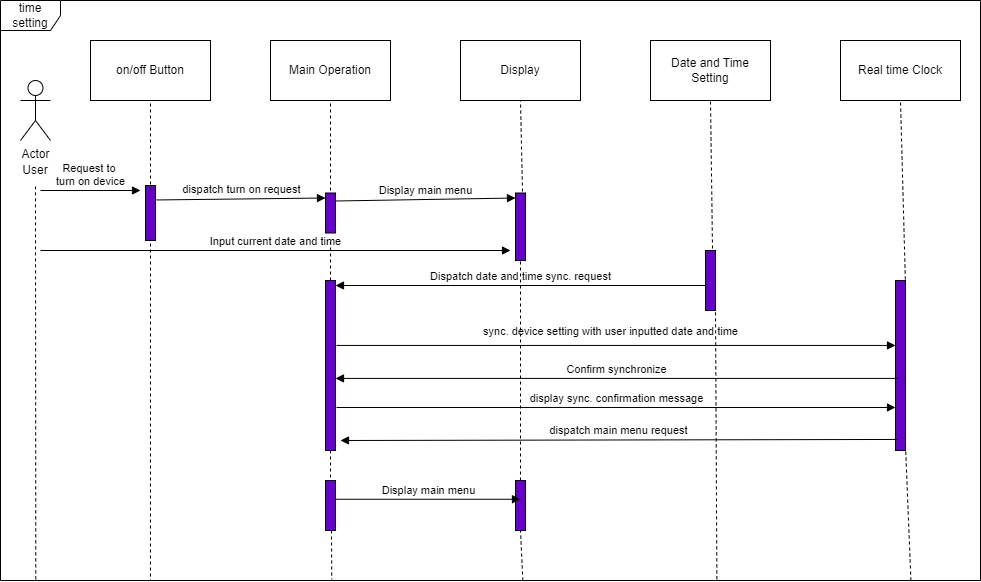 time
setting
on/off Button
Main Operation
Display
Date and Time
Setting
Real time Clock
Actor
User
Request to
turn on device
dispatch turn on request
Display main menu
Input current date and time
Dispatch date and time sync. request
sync. device setting with user inputted date and time
Confirm synchronize
display sync. confirmation message
dispatch main menu request
Display main menu